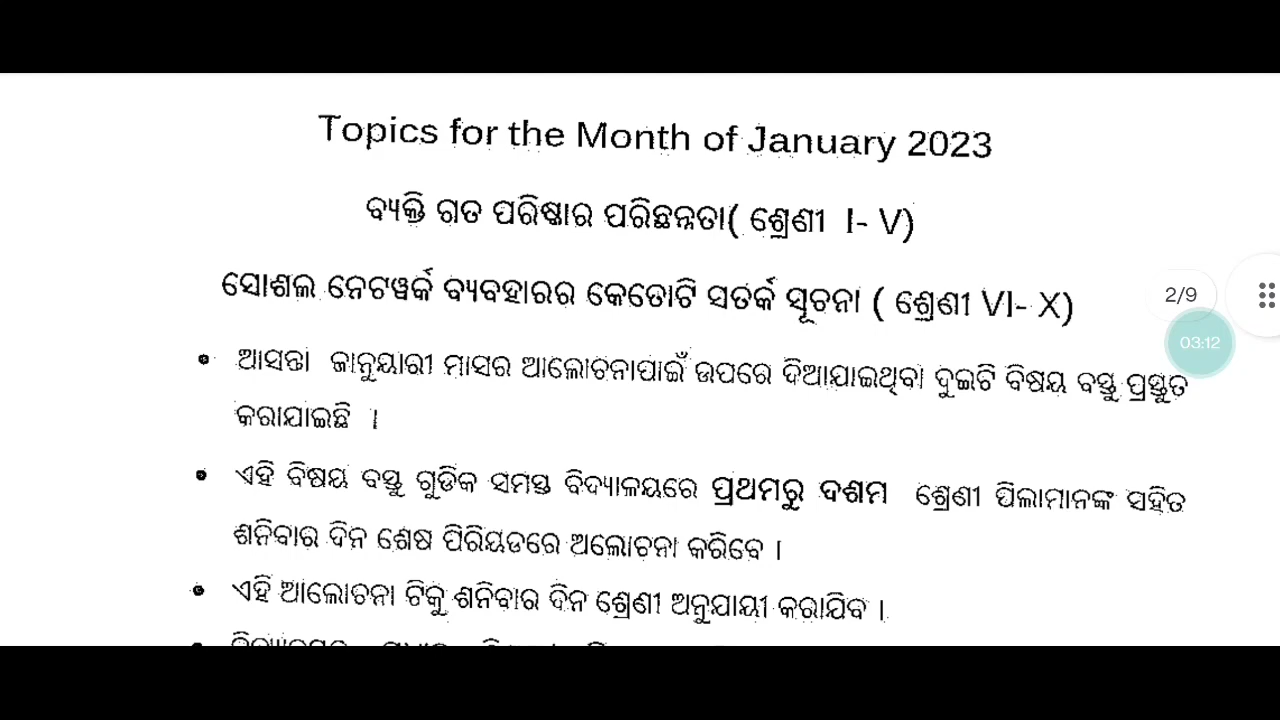 Topics for the Month of January 2023
ବ୍ୟକ୍ତି ଗତ ପରିଷ୍କାର ପରିଛନ୍ନତା( ଶ୍ରେଣୀ I- V)
ସୋଶଲ ନେଟୱର୍କ ବ୍ୟବହାରର କେତୋଟି ସତର୍କ ସୂଚନା ( ଶ୍ରେଣୀ VI- X)
2/9
03:12
• ଆସନ୍ତା ଜାନୁୟାରୀ ମାସର ଆଲୋଚନାପାଇଁ ଉପରେ ଦିଆଯାଇଥିବା ଦୁଇଟି ବିଷୟ ବସ୍ତୁ ପ୍ରସ୍ତୁତ
କରାଯାଇଛି ।
• ଏହି ବିଷୟ ବସ୍ତୁ ଗୁଡିକ ସମସ୍ତ ବିଦ୍ୟାଳୟରେ ପ୍ରଥମରୁ ଦଶମ ଶ୍ରେଣୀ ପିଲାମାନଙ୍କ ସହିତ
ଶନିବାର ଦିନ ଶେଷ ପିରିୟଡରେ ଅଲୋଚନା କରିବେ ।
• ଏହି ଆଲୋଚନା ଟିକୁ ଶନିବାର ଦିନ ଶ୍ରେଣୀ ଅନୁଯାୟୀ କରାଯିବ ।